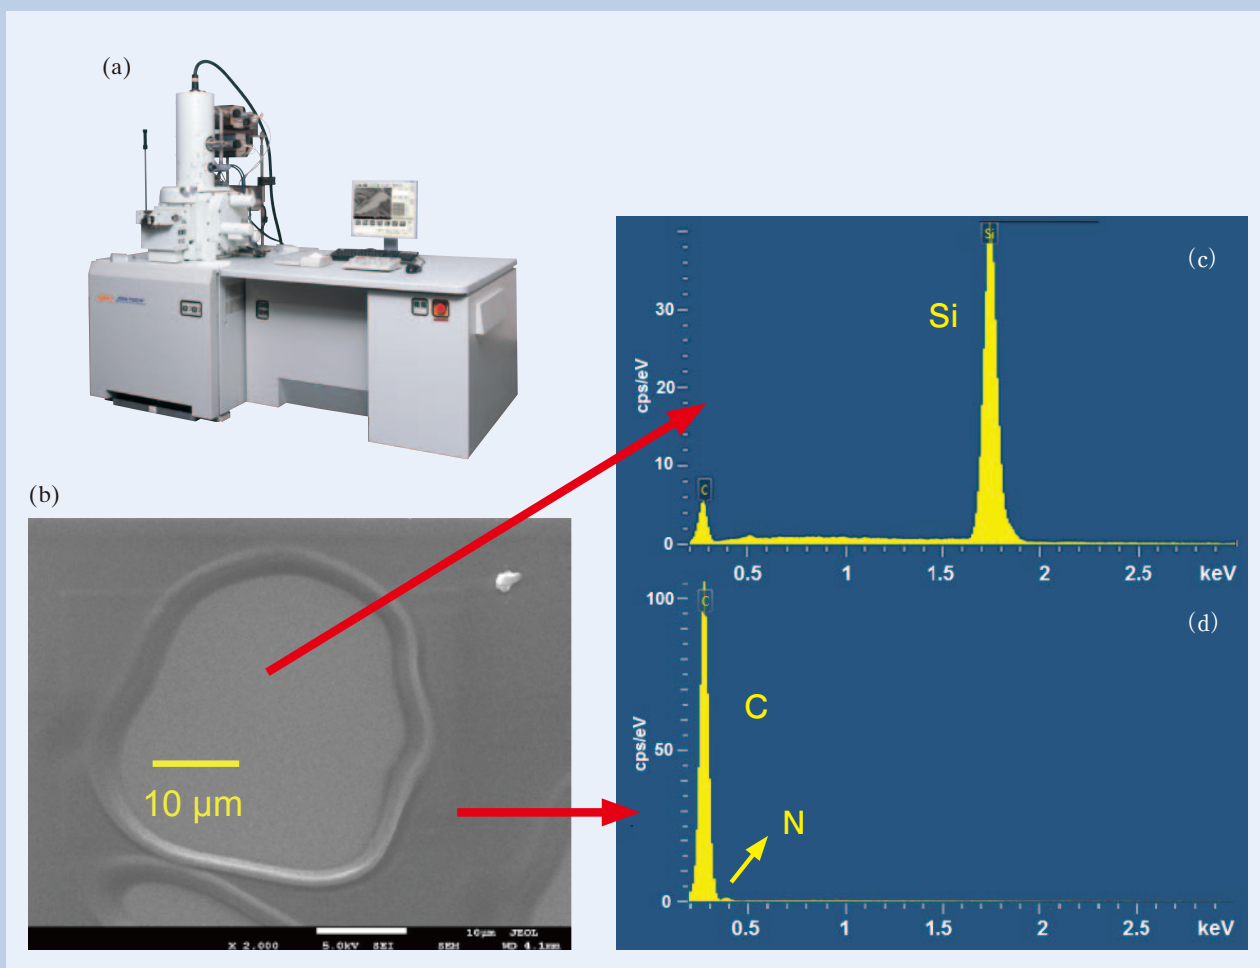 (a)
(b)
10 μm
10μm JEOL
X 2,000 5.0kV SEI SEM WD 4.1mm
(c)
Si
Si
C
cps/eV
30
20
10
0
0.5 1 1.5 2 2.5 keV
(d)
C
C
N
cps/eV
100
50
0
0.5 1 1.5 2 2.5 keV